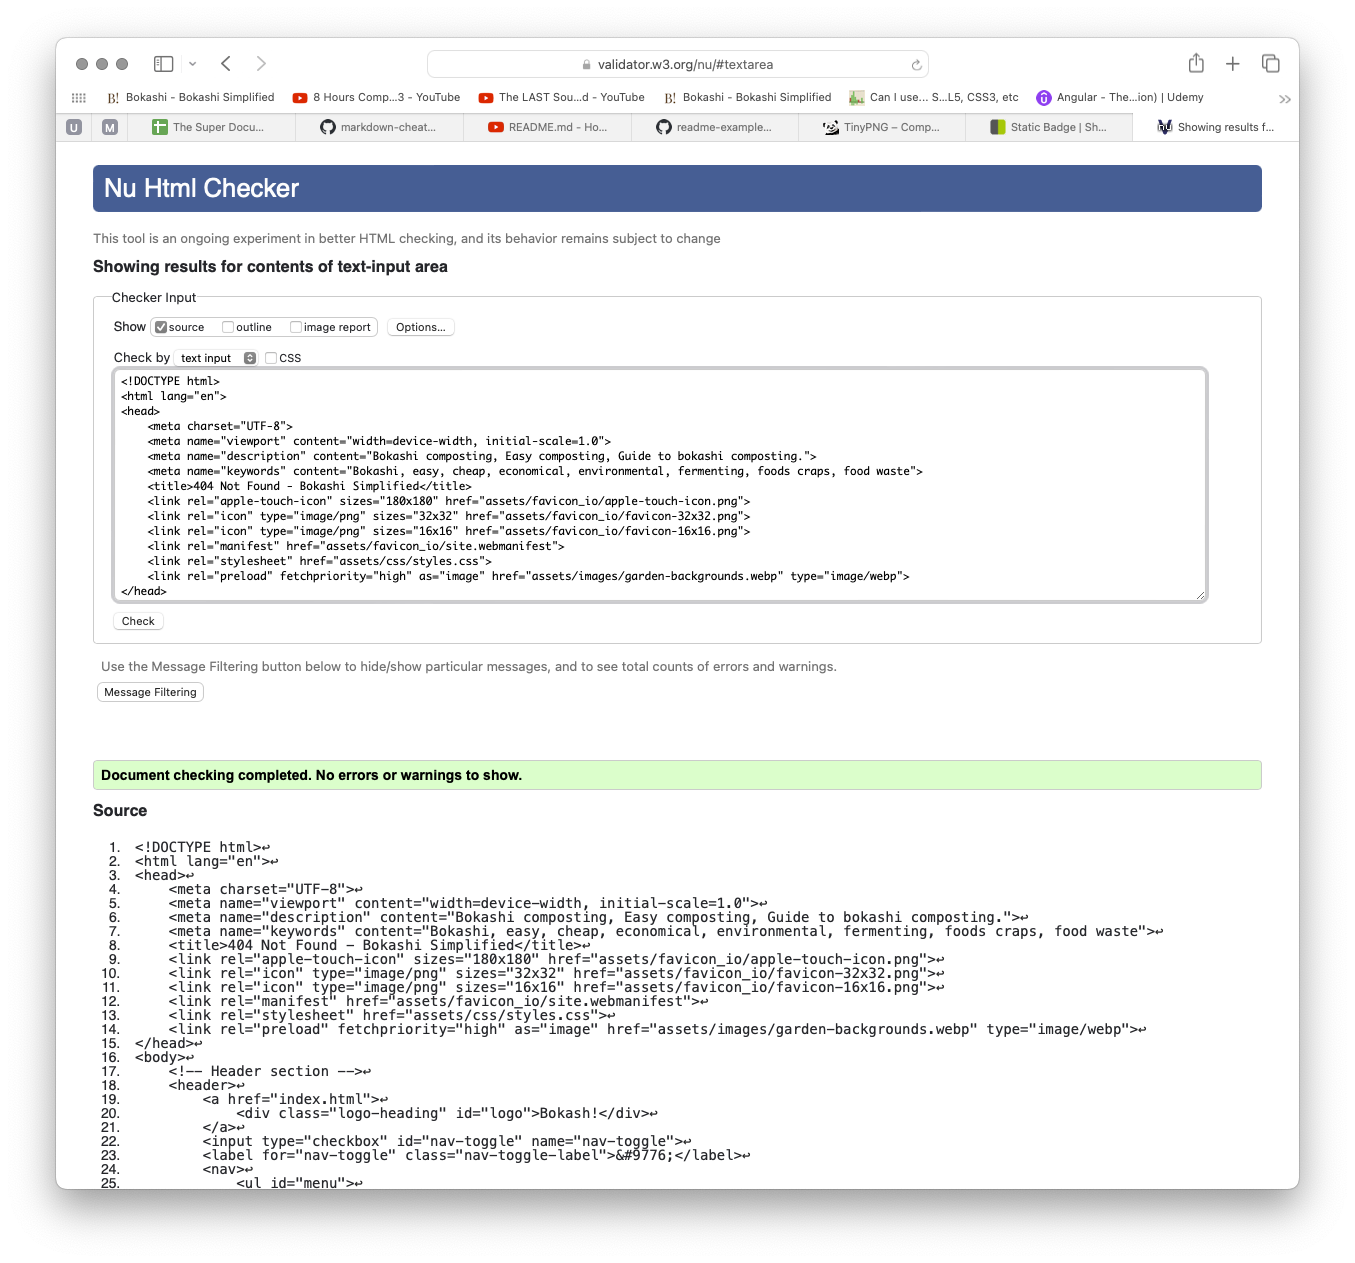 validator.w3.org/nu/#textarea
B! Bokashi - Bokashi Simplified 8 Hours Comp...3 - YouTube The LAST Sou...d - YouTube B! Bokashi - Bokashi Simplified Can I use... S...L5, CSS3, etc Angular - The...ion) | Udemy
U M The Super Docu... markdown-cheat... README.md - Ho... readme-example... TinyPNG – Comp... Static Badge | Sh... Showing results f...
Nu Html Checker
This tool is an ongoing experiment in better HTML checking, and its behavior remains subject to change
Showing results for contents of text-input area
Checker Input
Show source outline image report Options...
Check by text input CSS
<!DOCTYPE html>
<html lang="en">
<head>
<meta charset="UTF-8">
<meta name="viewport" content="width=device-width, initial-scale=1.0">
<meta name="description" content="Bokashi composting, Easy composting, Guide to bokashi composting.">
<meta name="keywords" content="Bokashi, easy, cheap, economical, environmental, fermenting, foods craps, food waste">
<title>404 Not Found - Bokashi Simplified</title>
<link rel="apple-touch-icon" sizes="180x180" href="assets/favicon_io/apple-touch-icon.png">
<link rel="icon" type="image/png" sizes="32x32" href="assets/favicon_io/favicon-32x32.png">
<link rel="icon" type="image/png" sizes="16x16" href="assets/favicon_io/favicon-16x16.png">
<link rel="manifest" href="assets/favicon_io/site.webmanifest">
<link rel="stylesheet" href="assets/css/styles.css">
<link rel="preload" fetchpriority="high" as="image" href="assets/images/garden-backgrounds.webp" type="image/webp">
</head>
Check
Use the Message Filtering button below to hide/show particular messages, and to see total counts of errors and warnings.
Message Filtering
Document checking completed. No errors or warnings to show.
Source
1. <!DOCTYPE html>↩
2. <html lang="en">↩
3. <head>↩
4. <meta charset="UTF-8">↩
5. <meta name="viewport" content="width=device-width, initial-scale=1.0">↩
6. <meta name="description" content="Bokashi composting, Easy composting, Guide to bokashi composting.">↩
7. <meta name="keywords" content="Bokashi, easy, cheap, economical, environmental, fermenting, foods craps, food waste">↩
8. <title>404 Not Found - Bokashi Simplified</title>↩
9. <link rel="apple-touch-icon" sizes="180x180" href="assets/favicon_io/apple-touch-icon.png">↩
10. <link rel="icon" type="image/png" sizes="32x32" href="assets/favicon_io/favicon-32x32.png">↩
11. <link rel="icon" type="image/png" sizes="16x16" href="assets/favicon_io/favicon-16x16.png">↩
12. <link rel="manifest" href="assets/favicon_io/site.webmanifest">↩
13. <link rel="stylesheet" href="assets/css/styles.css">↩
14. <link rel="preload" fetchpriority="high" as="image" href="assets/images/garden-backgrounds.webp" type="image/webp">↩
15. </head>↩
16. <body>↩
17. <!-- Header section -->↩
18. <header>↩
19. <a href="index.html">↩
20. <div class="logo-heading" id="logo">Bokash!</div>↩
21. </a>↩
22. <input type="checkbox" id="nav-toggle" name="nav-toggle">↩
23. <label for="nav-toggle" class="nav-toggle-label">&#9776;</label>↩
24. <nav>↩
25. <ul id="menu">↩